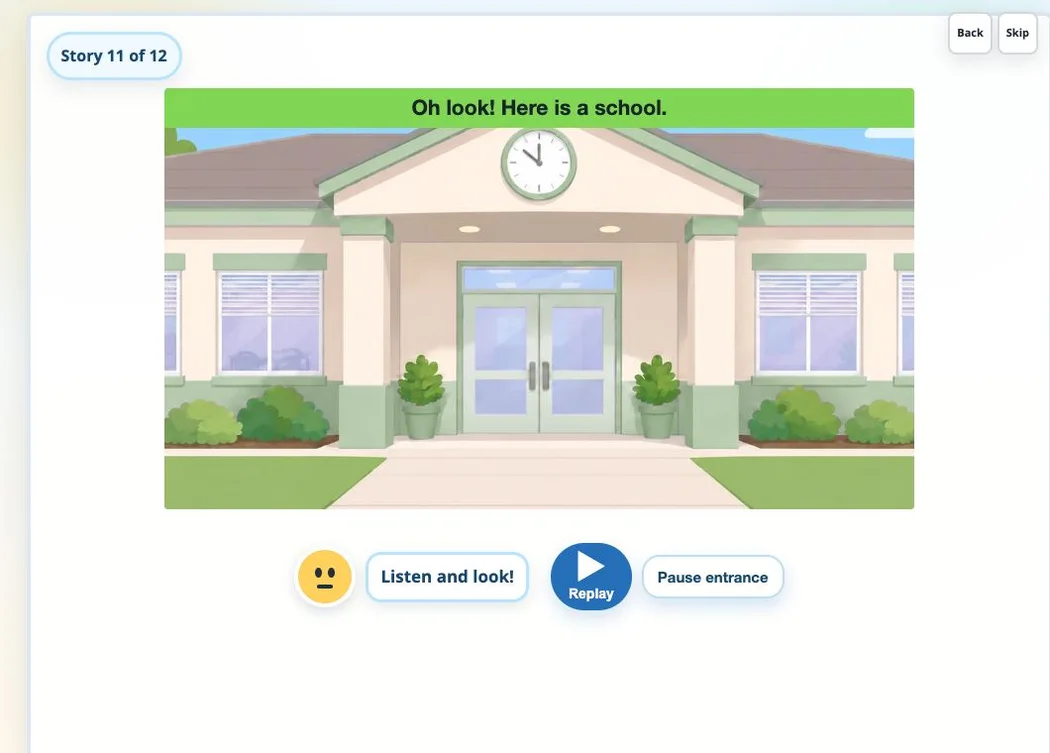 Story 11 of 12
Back
Skip
Oh look! Here is a school.
Listen and look!
Replay
Pause entrance